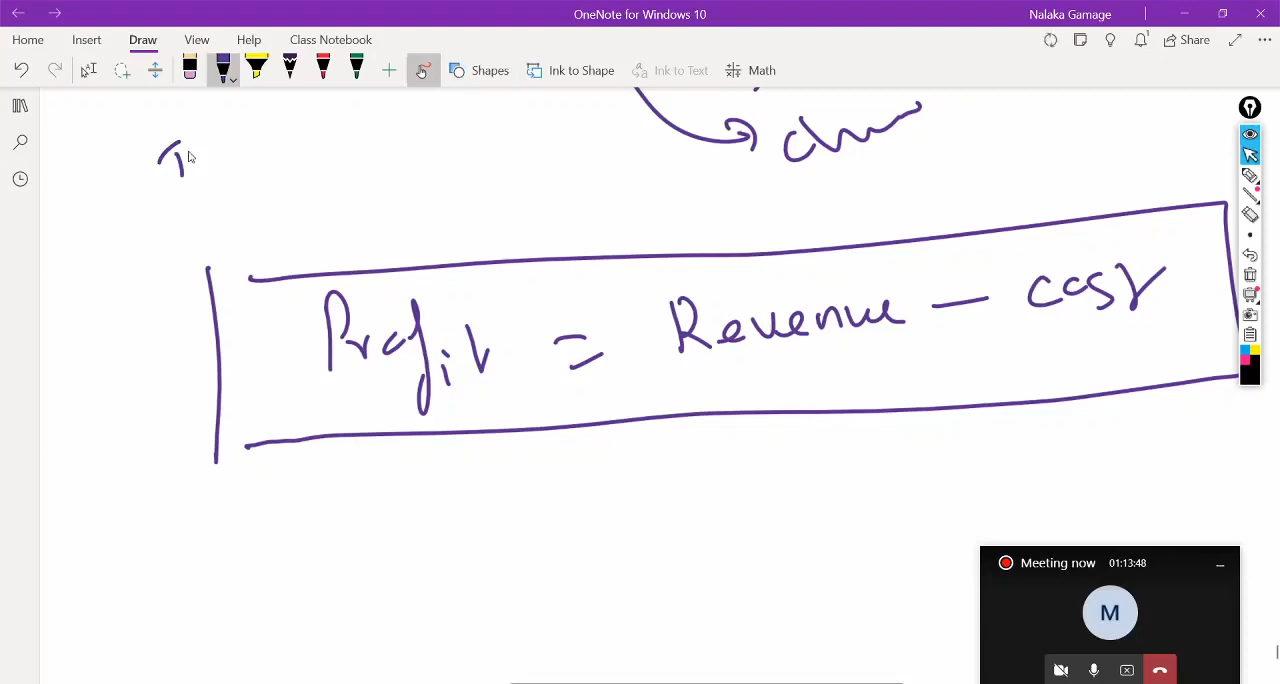 OneNote for Windows 10
Nalaka Gamage
Home Insert Draw View Help Class Notebook
Share
Shapes Ink to Shape Ink to Text Math
Profit = Revenue — cost
Meeting now 01:13:48
M